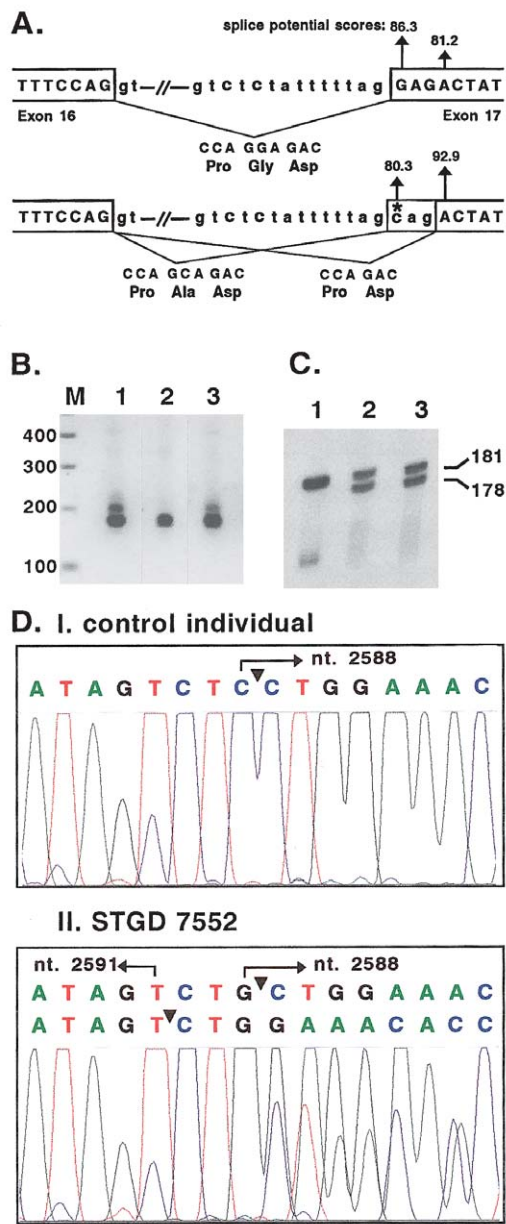 A.
splice potential scores: 86.3
81.2
TTTCCAG gt—//—gtctctatttttag GAGACTAT
Exon 16 Exon 17
CCA GGA GAC
Pro Gly Asp
80.3 92.9
*
TTTCCAG gt—//—gtctctatttttag cag ACTAT
CCA GCA GAC CCA GAC
Pro Ala Asp Pro Asp
B. C.
M 1 2 3
1 2 3
400
300
200
100
181
178
D. I. control individual
nt. 2588
A T A G T C T C C T G G A A A C
II. STGD 7552
nt. 2591 nt. 2588
A T A G T C T G C T G G A A A C
A T A G T C T G G A A A C A C C